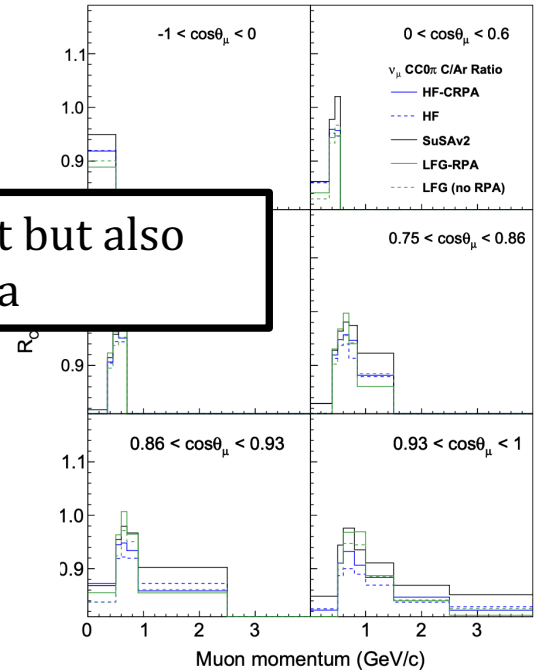 -1 < cosθμ < 0
0 < cosθμ < 0.6
νμ CC0π C/Ar Ratio
HF-CRPA
HF
SuSAv2
LFG-RPA
LFG (no RPA)
1.1
1.0
0.9
t but also
a
0.75 < cosθμ < 0.86
0.9
0.86 < cosθμ < 0.93
0.93 < cosθμ < 1
1.1
1.0
0.9
0 1 2 3 1 2 3
Muon momentum (GeV/c)